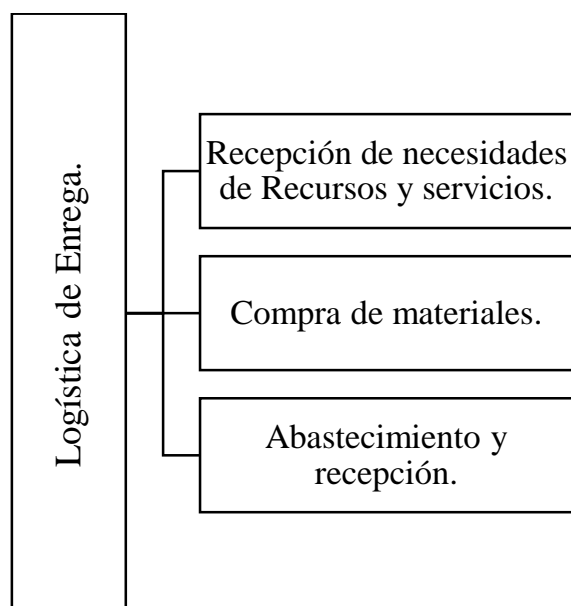 Logística de Enrega.
Recepción de necesidades
de Recursos y servicios.
Compra de materiales.
Abastecimiento y
recepción.